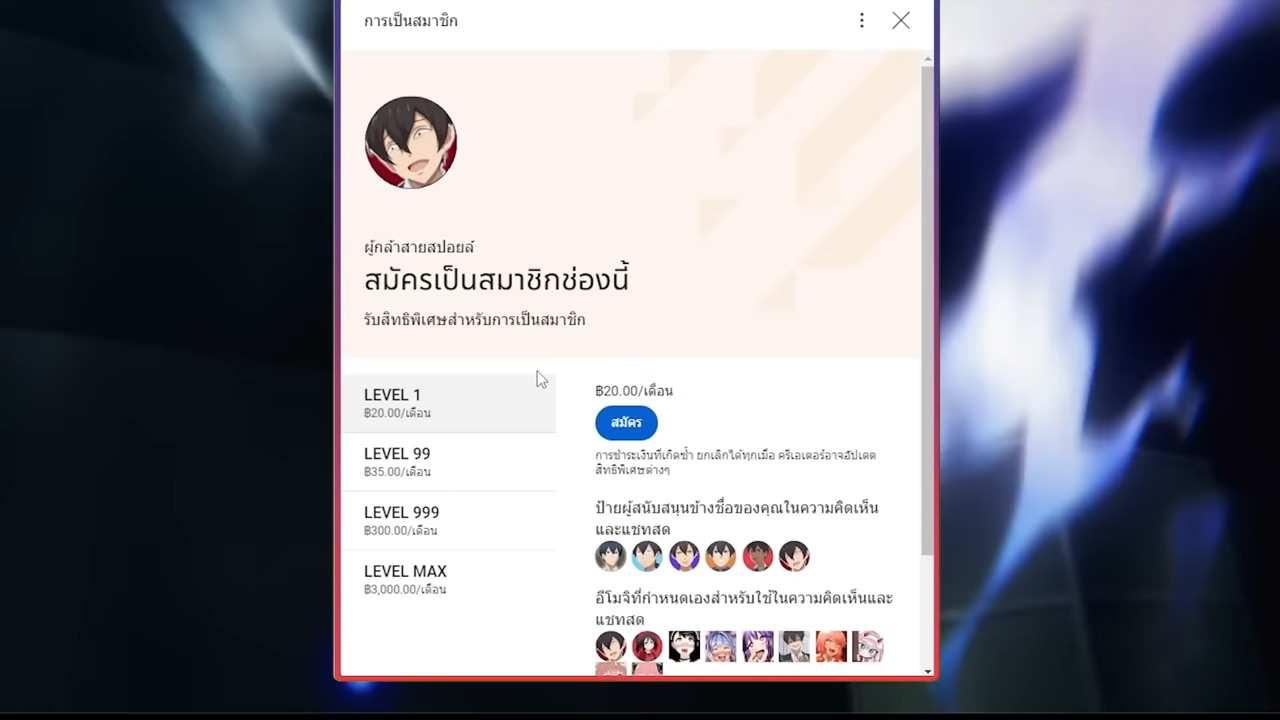 การเป็นสมาชิก
ผู้กล้าสายสปอยล์
สมัครเป็นสมาชิกช่องนี้
รับสิทธิพิเศษสำหรับการเป็นสมาชิก
LEVEL 1
฿20.00/เดือน
LEVEL 99
฿35.00/เดือน
LEVEL 999
฿300.00/เดือน
LEVEL MAX
฿3,000.00/เดือน
฿20.00/เดือน
สมัคร
การชำระเงินที่เกิดซ้ำ ยกเลิกได้ทุกเมื่อ ครีเอเตอร์อาจอัปเดต
สิทธิพิเศษต่างๆ
ป้ายผู้สนับสนุนข้างชื่อของคุณในความคิดเห็น
และแชทสด
อีโมจิที่กำหนดเองสำหรับใช้ในความคิดเห็นและ
แชทสด